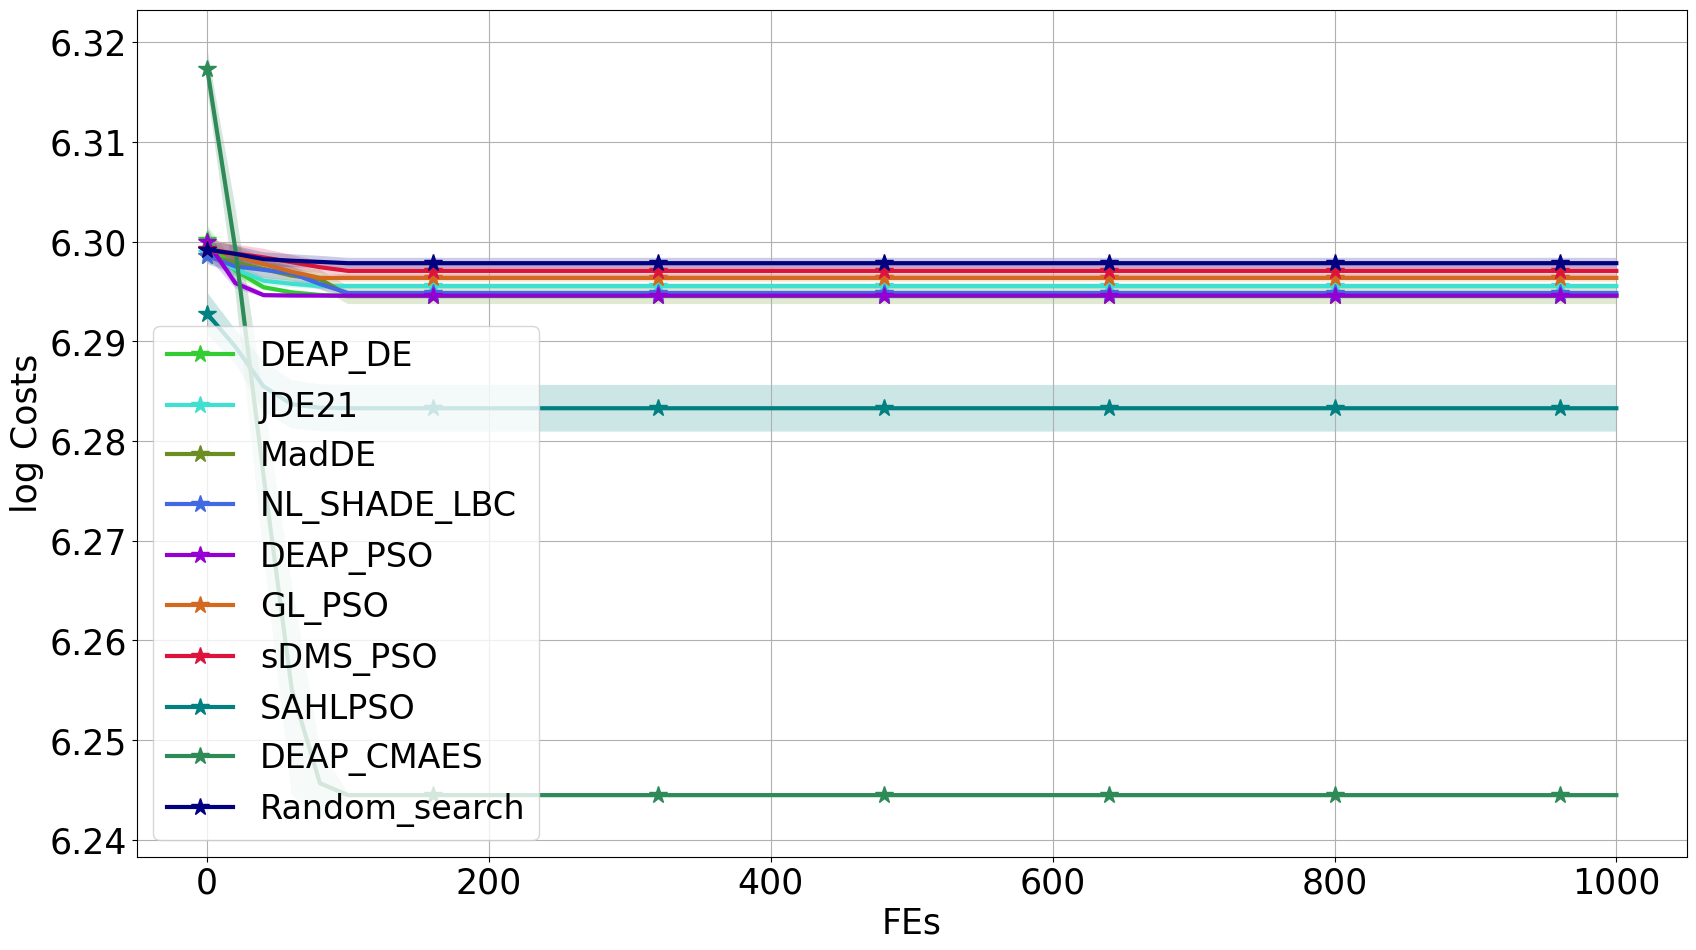 6.32
6.31
6.30
6.29
6.28
6.27
6.26
6.25
6.24
log Costs
DEAP_DE
JDE21
MadDE
NL_SHADE_LBC
DEAP_PSO
GL_PSO
sDMS_PSO
SAHLPSO
DEAP_CMAES
Random_search
0 200 400 600 800 1000
FEs